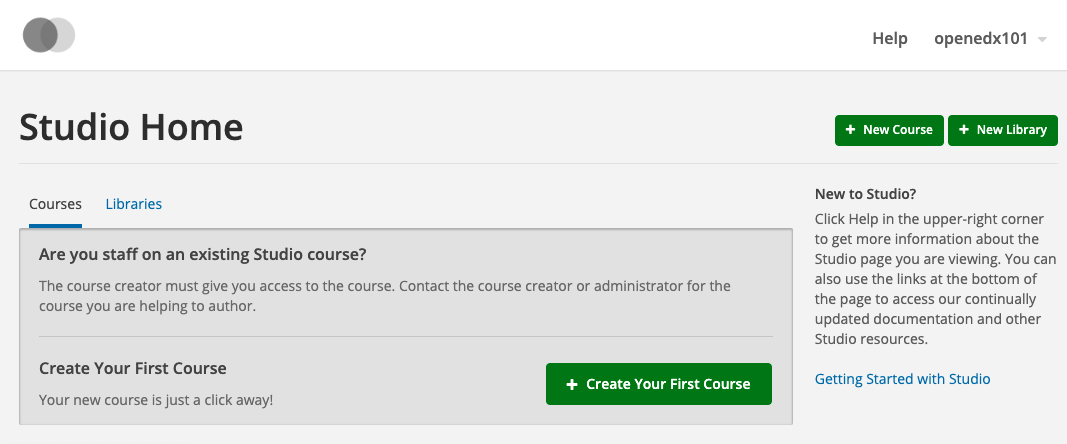 Help openedx101
Studio Home
+ New Course + New Library
Courses Libraries
Are you staff on an existing Studio course?
The course creator must give you access to the course. Contact the course creator or administrator for the
course you are helping to author.
Create Your First Course
Your new course is just a click away!
+ Create Your First Course
New to Studio?
Click Help in the upper-right corner
to get more information about the
Studio page you are viewing. You can
also use the links at the bottom of
the page to access our continually
updated documentation and other
Studio resources.
Getting Started with Studio